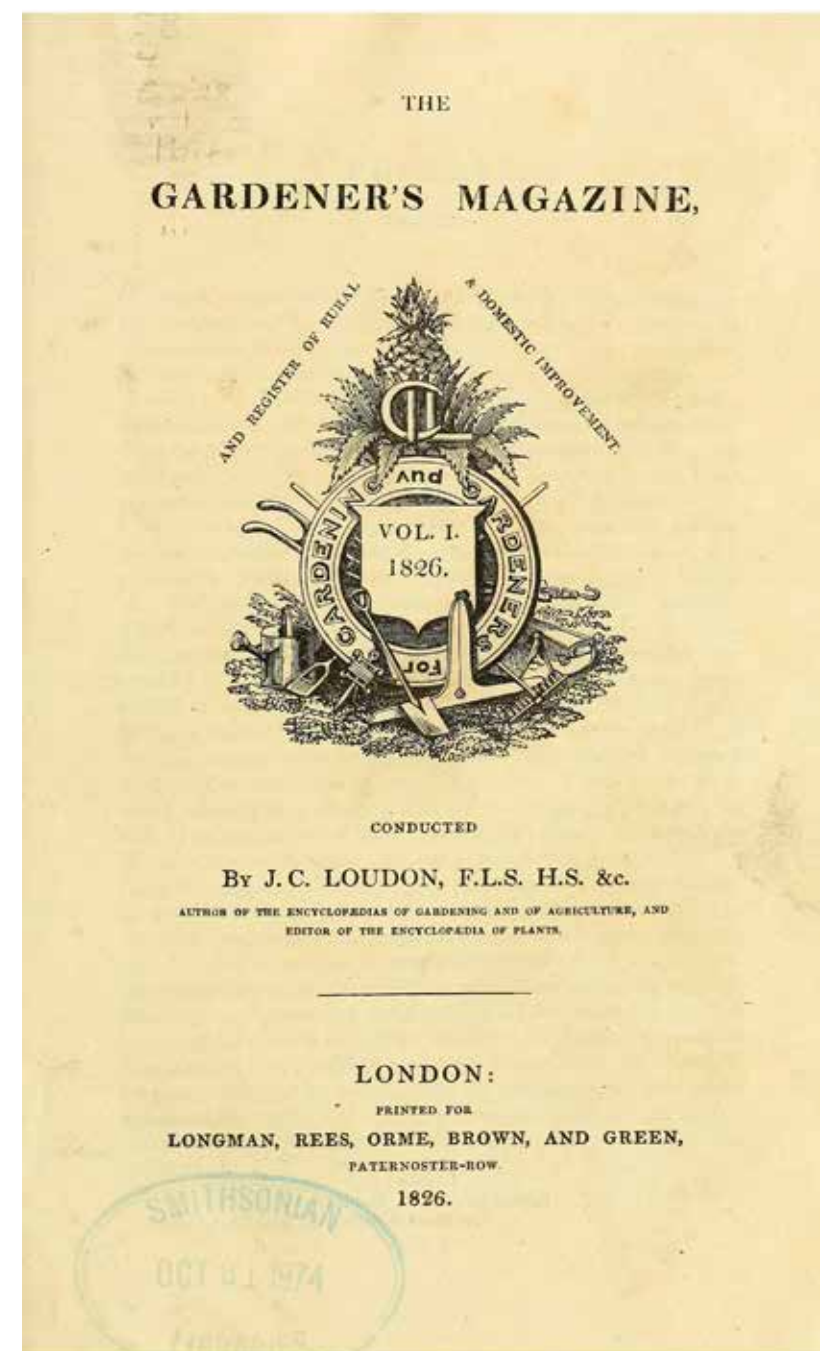 THE
GARDENER'S MAGAZINE,
AND REGISTER OF RURAL
& DOMESTIC IMPROVEMENT.
GARDENING and GARDENERS
For
VOL. I.
1826.
CONDUCTED
By J. C. LOUDON, F.L.S. H.S. &c.
AUTHOR OF THE ENCYCLOPÆDIAS OF GARDENING AND OF AGRICULTURE, AND
EDITOR OF THE ENCYCLOPÆDIA OF PLANTS.
LONDON:
PRINTED FOR
LONGMAN, REES, ORME, BROWN, AND GREEN,
PATERNOSTER-ROW.
1826.
SMITHSONIAN
OCT 1974